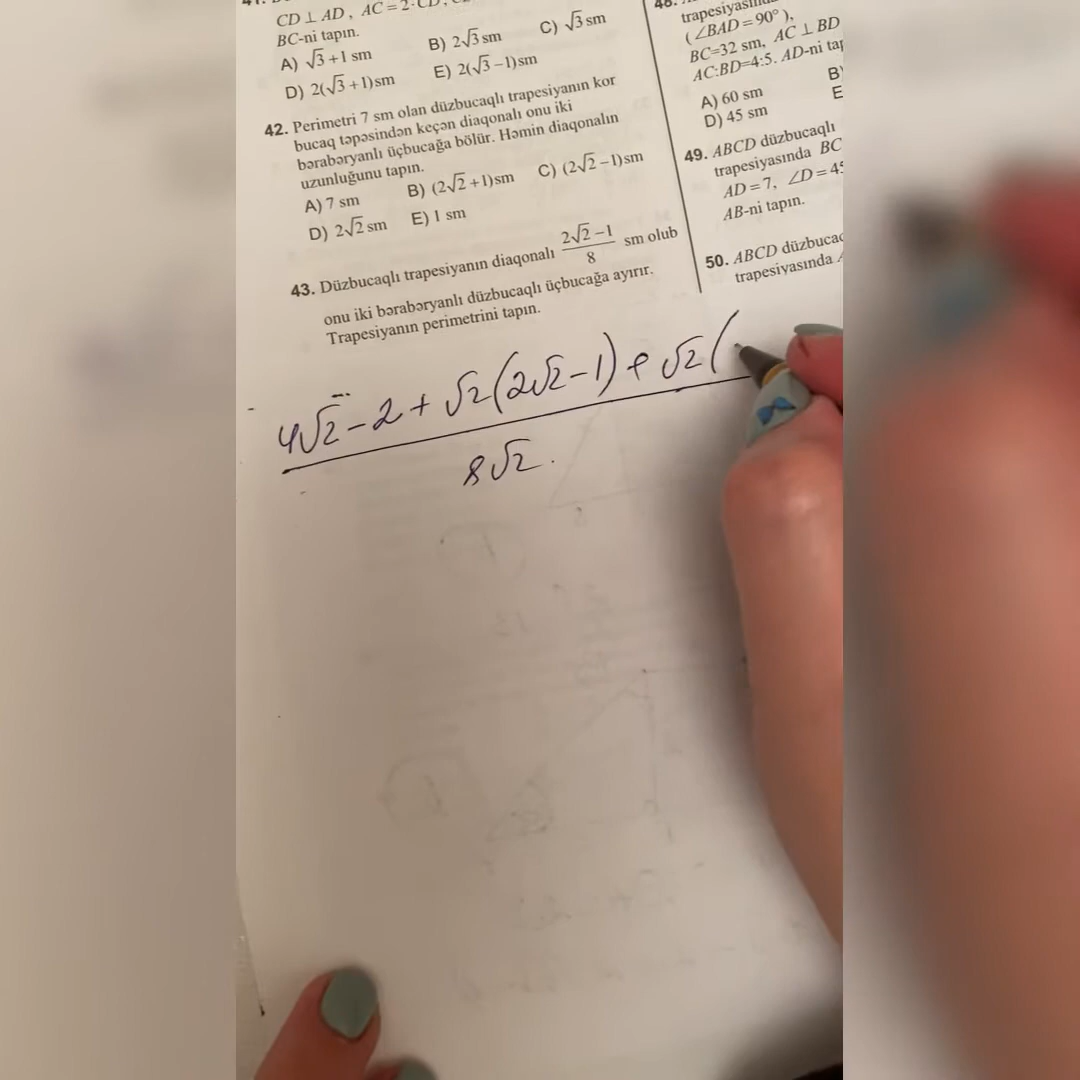 CD ⊥ AD, AC = 2·CD,
BC-ni tapın.
A) √3 + 1 sm B) 2√3 sm C) √3 sm
D) 2(√3 + 1) sm E) 2(√3 − 1) sm
42. Perimetri 7 sm olan düzbucaqlı trapesiyanın kor
bucaq təpəsindən keçən diaqonalı onu iki
bərabəryanlı üçbucağa bölür. Həmin diaqonalın
uzunluğunu tapın.
A) 7 sm B) (2√2 + 1) sm C) (2√2 − 1) sm
D) 2√2 sm E) 1 sm
43. Düzbucaqlı trapesiyanın diaqonalı (2√2 − 1)/8 sm olub
onu iki bərabəryanlı düzbucaqlı üçbucağa ayırır.
Trapesiyanın perimetrini tapın.
(∠BAD = 90°),
BC=32 sm, AC ⊥ BD
AC:BD=4:5. AD-ni
A) 60 sm B)
D) 45 sm E
49. ABCD düzbucaqlı
trapesiyasında BC
AD = 7, ∠D = 4
AB-ni tapın.
50. ABCD
trapesiyasında
4√2 − 2 + √2(2√2 − 1) + √2(
8√2.